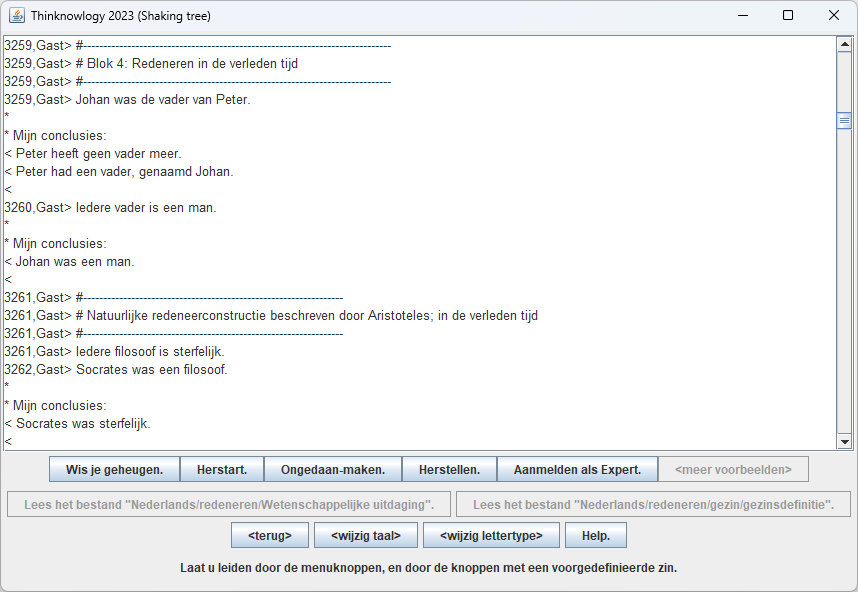 Thinknowlogy 2023 (Shaking tree)
3259,Gast> #-----------------------------------------------------------------------------
3259,Gast> # Blok 4: Redeneren in de verleden tijd
3259,Gast> #-----------------------------------------------------------------------------
3259,Gast> Johan was de vader van Peter.
*
* Mijn conclusies:
< Peter heeft geen vader meer.
< Peter had een vader, genaamd Johan.
<
3260,Gast> Iedere vader is een man.
*
* Mijn conclusies:
< Johan was een man.
<
3261,Gast> #-----------------------------------------------------------------
3261,Gast> # Natuurlijke redeneerconstructie beschreven door Aristoteles; in de verleden tijd
3261,Gast> #-----------------------------------------------------------------
3261,Gast> Iedere filosoof is sterfelijk.
3262,Gast> Socrates was een filosoof.
*
* Mijn conclusies:
< Socrates was sterfelijk.
<
Wis je geheugen. Herstart. Ongedaan-maken. Herstellen. Aanmelden als Expert. <meer voorbeelden>
Lees het bestand "Nederlands/redeneren/Wetenschappelijke uitdaging". Lees het bestand "Nederlands/redeneren/gezin/gezinsdefinitie".
<terug> <wijzig taal> <wijzig lettertype> Help.
Laat u leiden door de menuknoppen, en door de knoppen met een voorgedefinieerde zin.